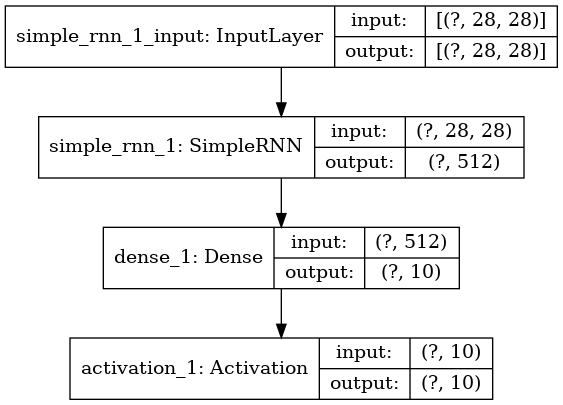 simple_rnn_1_input: InputLayer
input: [(?, 28, 28)]
output: [(?, 28, 28)]
simple_rnn_1: SimpleRNN
input: (?, 28, 28)
output: (?, 512)
dense_1: Dense
input: (?, 512)
output: (?, 10)
activation_1: Activation
input: (?, 10)
output: (?, 10)